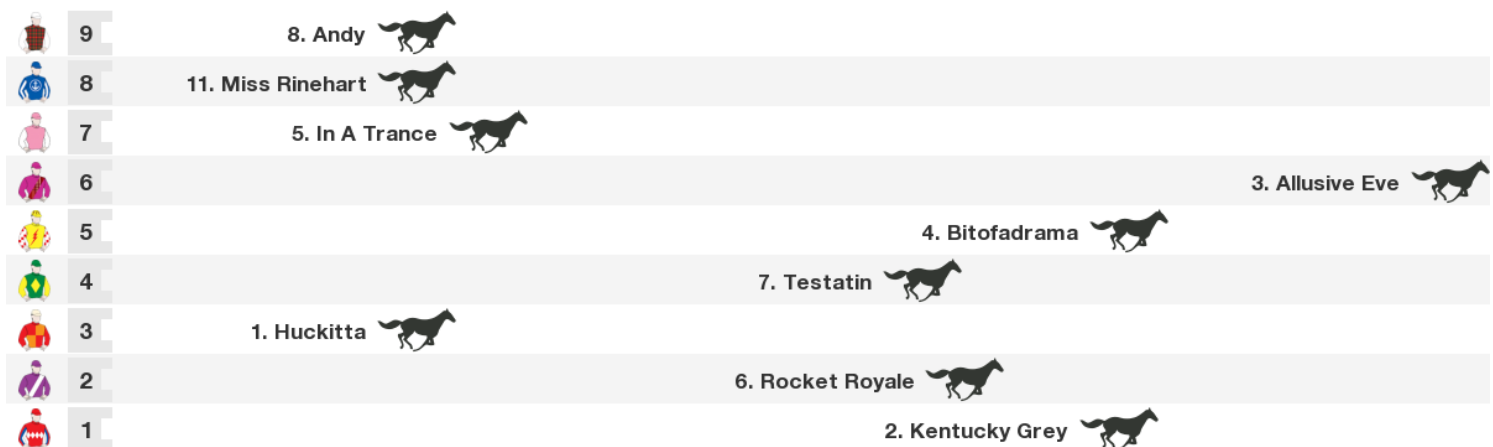 9 8. Andy
8 11. Miss Rinehart
7 5. In A Trance
6 3. Allusive Eve
5 4. Bitofadrama
4 7. Testatin
3 1. Huckitta
2 6. Rocket Royale
1 2. Kentucky Grey